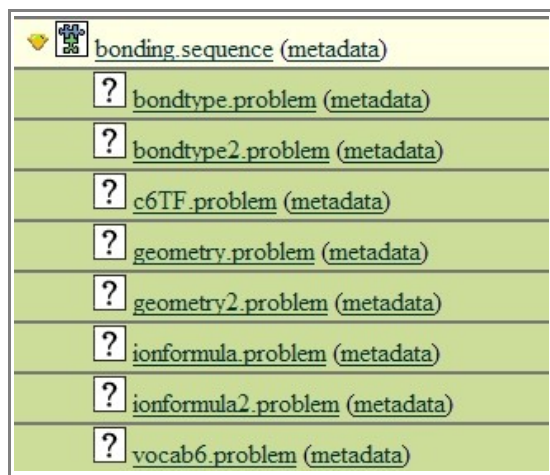 bonding.sequence (metadata)
? bondtype.problem (metadata)
? bondtype2.problem (metadata)
? c6TF.problem (metadata)
? geometry.problem (metadata)
? geometry2.problem (metadata)
? ionformula.problem (metadata)
? ionformula2.problem (metadata)
? vocab6.problem (metadata)